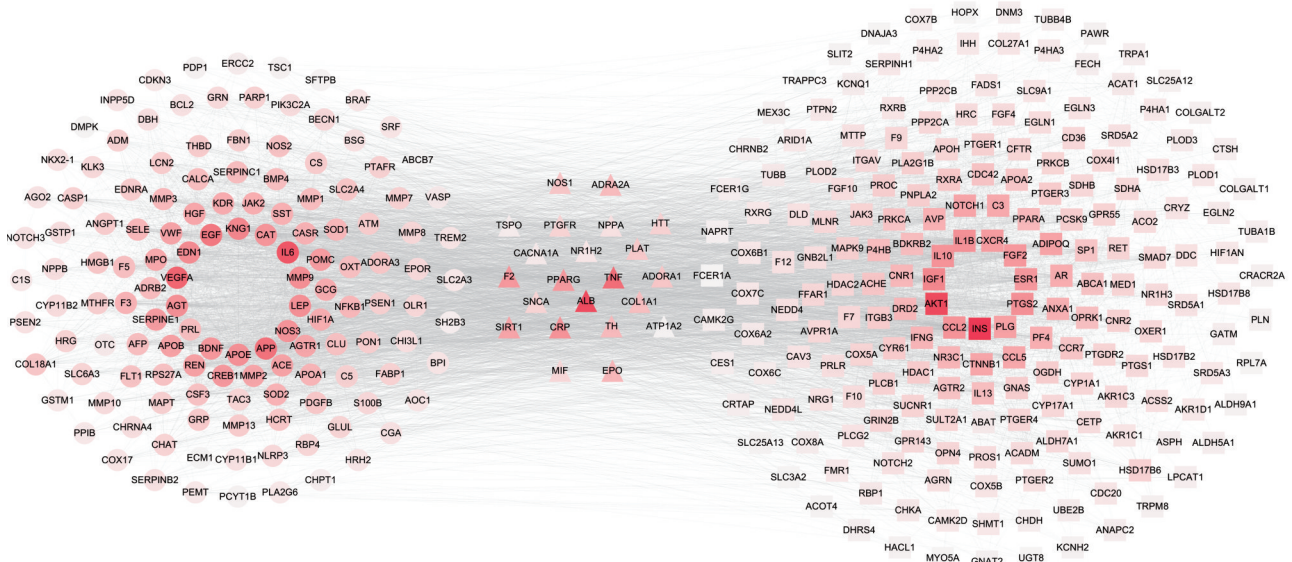 ERCC2
TSC1
PDP1
SFTPB
CDKN3
GRN
PARP1
PIK3C2A
BRAF
INPP5D
BCL2
BECN1
SRF
DMPK
DBH
BSG
ADM
THBD
FBN1
NOS2
CS
PTAFR
ABCB7
NKX2-1
KLK3
LCN2
CALCA
SERPINC1
BMP4
SLC2A4
MMP7
VASP
AGO2
CASP1
EDNRA
MMP3
HGF
KDR
JAK2
SST
MMP1
ATM
MMP8
TREM2
NOTCH3
GSTP1
ANGPT1
SELE
VWF
EGF
KNG1
CAT
CASR
SOD1
ADORA3
EPOR
SLC2A3
NPPB
HMGB1
F5
MPO
EDN1
IL6
POMC
OXT
C1S
VEGFA
ADRB2
MMP9
GCG
NFKB1
PSEN1
OLR1
SH2B3
CYP11B2
MTHFR
F3
AGT
LEP
HIF1A
PSEN2
SERPINE1
PRL
NOS3
AGTR1
CLU
PON1
CHI3L1
BPI
HRG
OTC
AFP
APOB
BDNF
APOE
APP
ACE
APOA1
C5
FABP1
COL18A1
SLC6A3
FLT1
RPS27A
REN
CREB1
MMP2
SOD2
PDGFB
S100B
AOC1
GSTM1
MMP10
MAPT
CSF3
TAC3
MMP13
HCRT
GLUL
CGA
PPIB
CHRNA4
CHAT
GRP
CYP11B1
NLRP3
RBP4
HRH2
COX17
ECM1
CHPT1
SERPINB2
PEMT
PCYT1B
PLA2G6
NOS1
ADRA2A
TSPO
PTGFR
NPPA
HTT
CACNA1A
NR1H2
PLAT
F2
PPARG
TNF
ADORA1
SNCA
ALB
COL1A1
SIRT1
CRP
TH
ATP1A2
MIF
EPO
COX7B
HOPX
DNM3
TUBB4B
DNAJA3
PAWR
SLIT2
P4HA2
IHH
COL27A1
P4HA3
TRPA1
SERPINH1
FECH
TRAPPC3
KCNQ1
PPP2CB
FADS1
SLC9A1
ACAT1
SLC25A12
MEX3C
PTPN2
RXRB
PPP2CA
HRC
FGF4
EGLN1
EGLN3
P4HA1
COLGALT2
CHRNB2
ARID1A
MTTP
F9
APOH
PTGER1
CFTR
CD36
SRD5A2
PLOD3
TUBB
PLOD2
ITGAV
PLA2G1B
CDC42
PRKCB
COX4I1
CTSH
FCER1G
FGF10
PROC
PNPLA2
RXRA
APOA2
PTGER3
SDHB
SDHA
HSD17B3
PLOD1
COLGALT1
RXRG
DLD
MLNR
JAK3
PRKCA
AVP
NOTCH1
C3
PPARA
PCSK9
GPR55
ACO2
CRYZ
EGLN2
NAPRT
COX6B1
F12
GNB2L1
MAPK9
P4HB
BDKRB2
IL1B
CXCR4
ADIPOQ
SP1
RET
SMAD7
DDC
HIF1AN
TUBA1B
FCER1A
HDAC2
ACHE
IL10
FGF2
CRACR2A
COX7C
FFAR1
CNR1
IGF1
ESR1
AR
ABCA1
MED1
NR1H3
HSD17B8
CAMK2G
NEDD4
F7
ITGB3
DRD2
AKT1
PTGS2
ANXA1
OPRK1
CNR2
SRD5A1
PLN
COX6A2
AVPR1A
IFNG
CCL2
INS
PLG
PF4
OXER1
GATM
CES1
CAV3
COX5A
CYR61
NR3C1
CCL5
CCR7
PTGDR2
HSD17B2
RPL7A
COX6C
PRLR
HDAC1
CTNNB1
OGDH
PTGS1
SRD5A3
CRTAP
NRG1
PLCB1
AGTR2
GNAS
CYP1A1
AKR1C3
ACSS2
ALDH9A1
NEDD4L
F10
SUCNR1
IL13
CYP17A1
AKR1D1
GRIN2B
SULT2A1
ABAT
PTGER4
CETP
SLC25A13
COX8A
PLCG2
GPR143
ALDH7A1
AKR1C1
ASPH
ALDH5A1
SLC3A2
FMR1
NOTCH2
OPN4
PROS1
ACADM
SUMO1
HSD17B6
LPCAT1
ACOT4
RBP1
AGRN
COX5B
PTGER2
CDC20
TRPM8
DHRS4
CHKA
CAMK2D
SHMT1
CHDH
UBE2B
ANAPC2
HACL1
KCNH2
MYO5A
GNAT2
UGT8